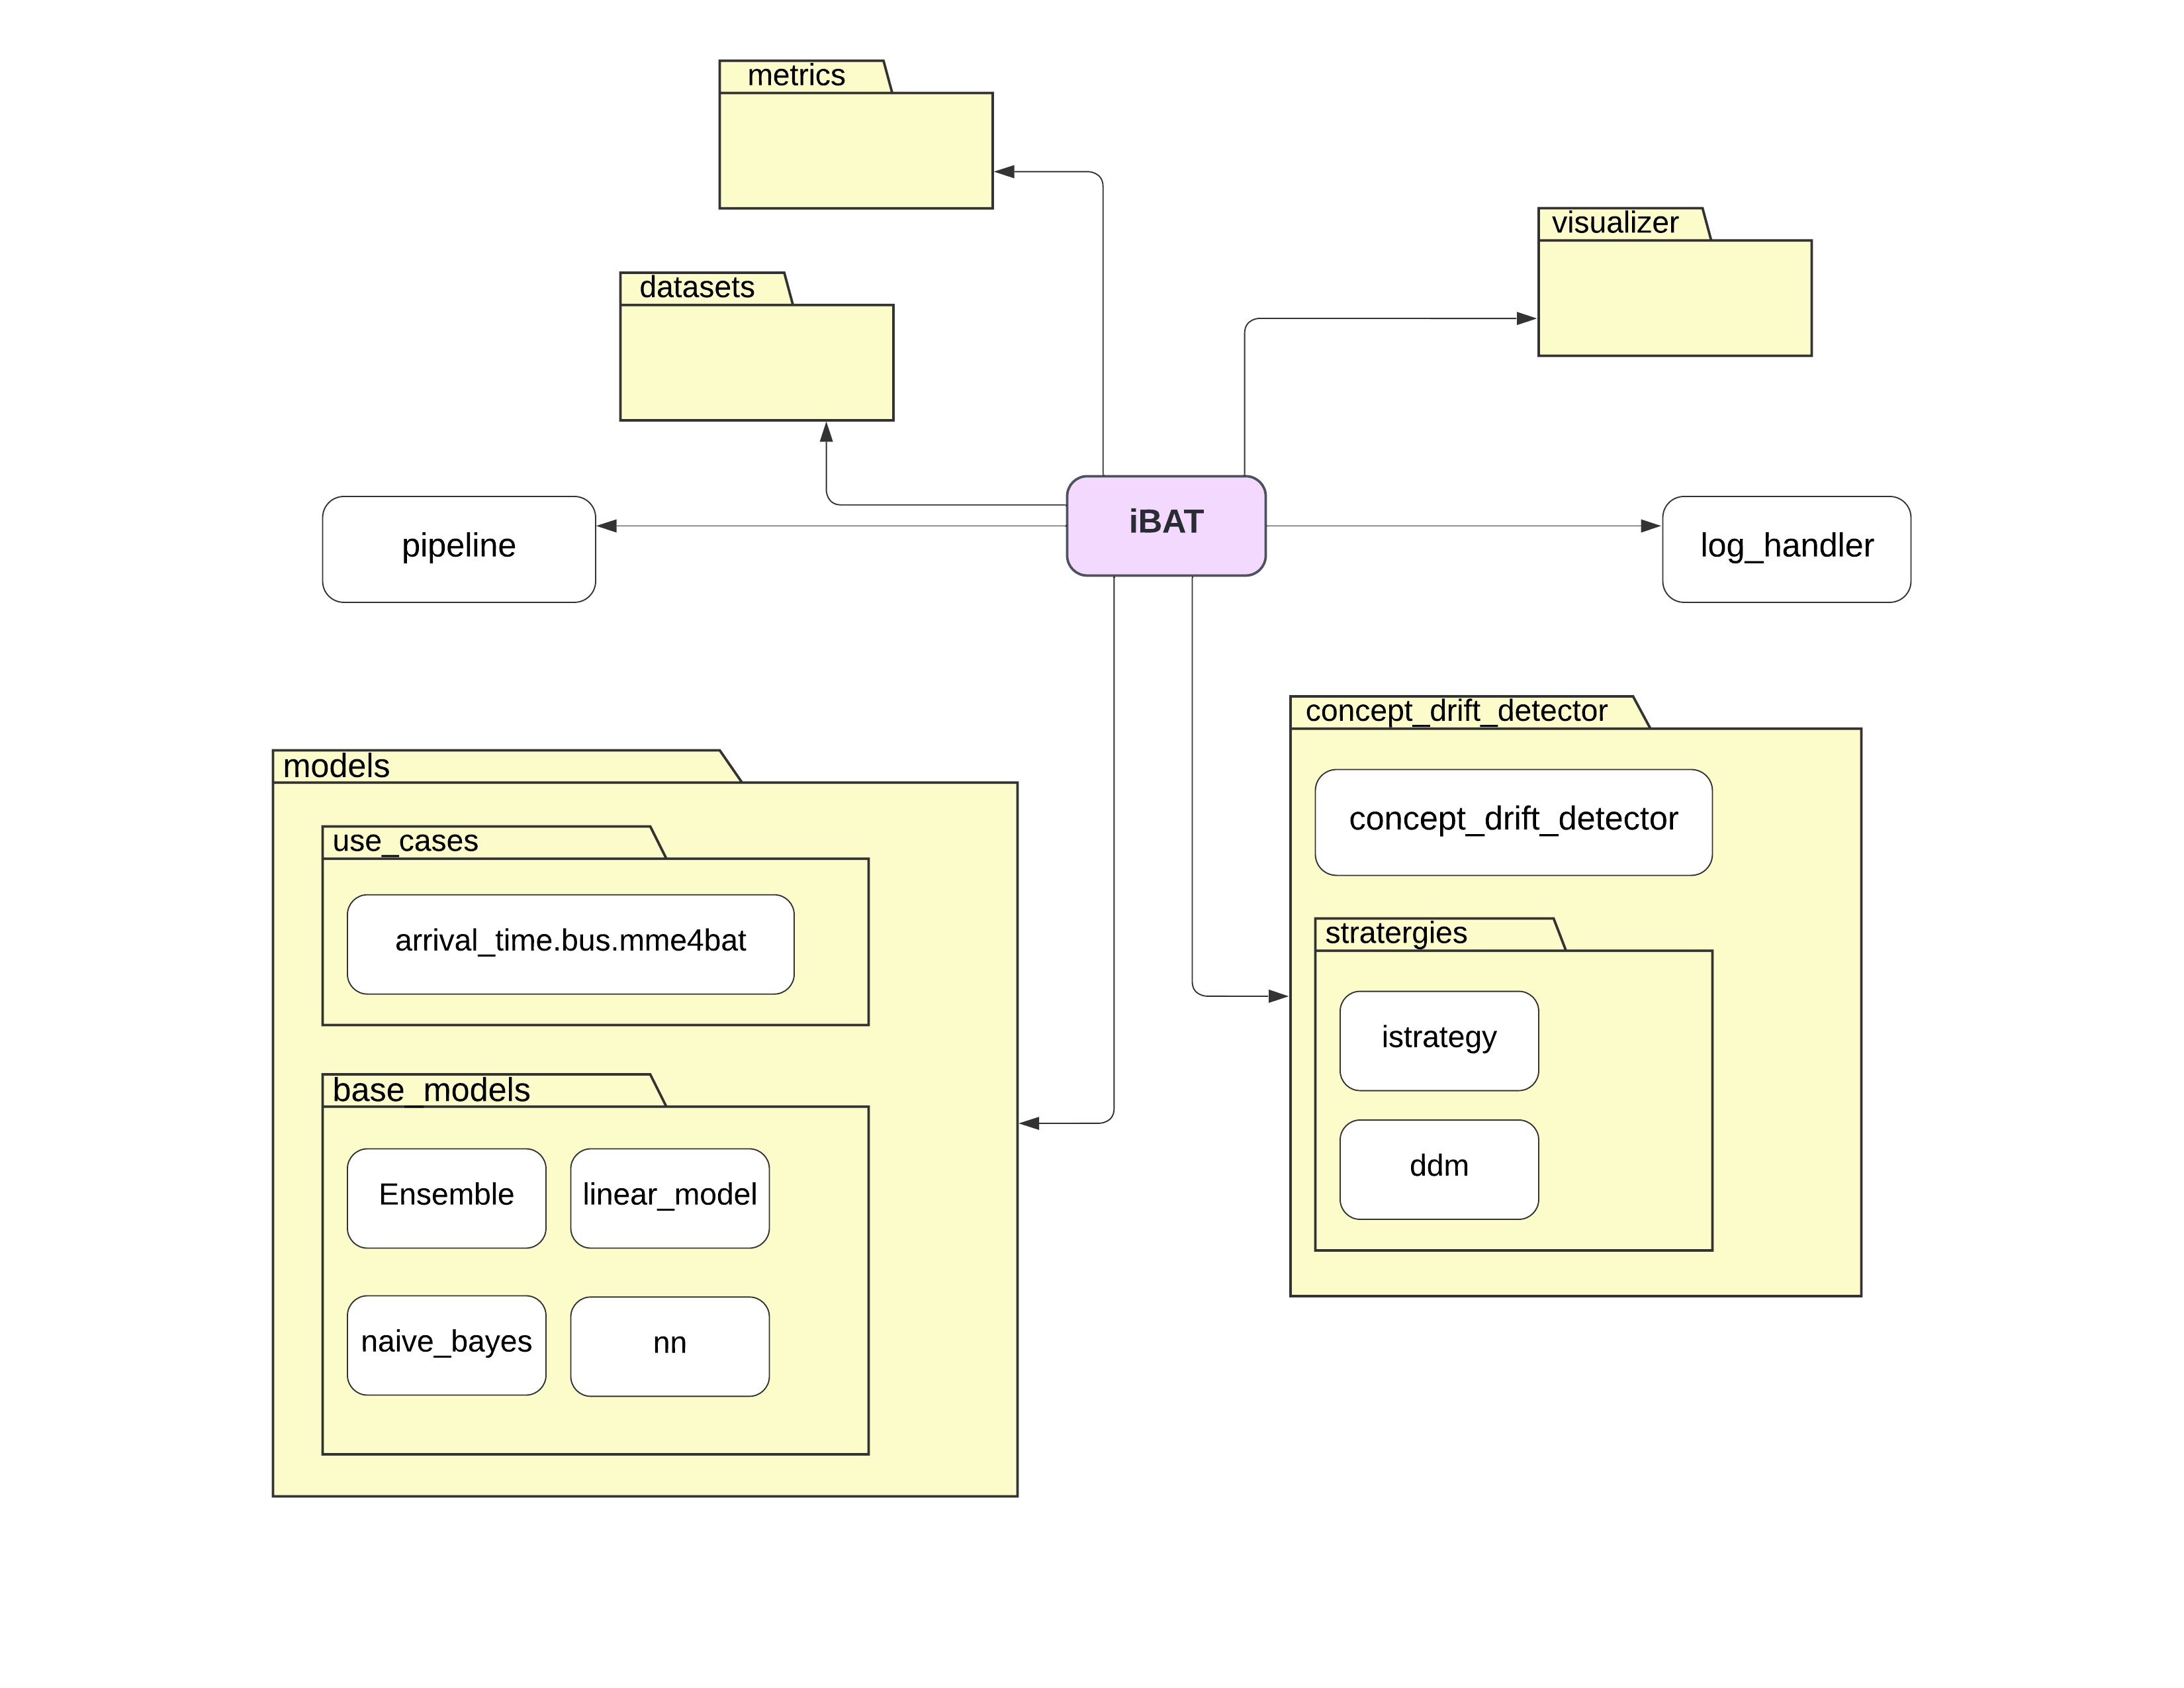 metrics
visualizer
datasets
iBAT
pipeline
log_handler
concept_drift_detector
models
concept_drift_detector
use_cases
arrival_time.bus.mme4bat
stratergies
istrategy
base_models
ddm
Ensemble
linear_model
naive_bayes
nn